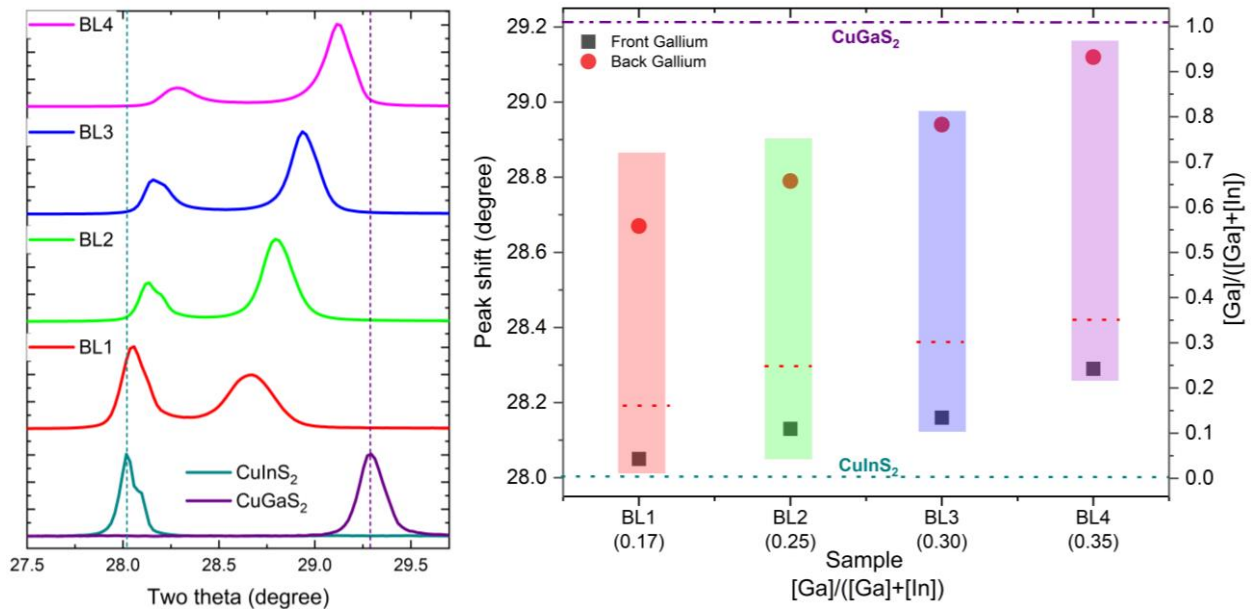 BL4
BL3
BL2
BL1
CuInS₂
CuGaS₂
27.5 28.0 28.5 29.0 29.5
Two theta (degree)
29.2
29.0
28.8
28.6
28.4
28.2
28.0
Peak shift (degree)
CuGaS₂
Front Gallium
Back Gallium
CuInS₂
1.0
0.9
0.8
0.7
0.6
0.5
0.4
0.3
0.2
0.1
0.0
[Ga]/([Ga]+[In])
BL1 BL2 BL3 BL4
(0.17) (0.25) (0.30) (0.35)
Sample
[Ga]/([Ga]+[In])